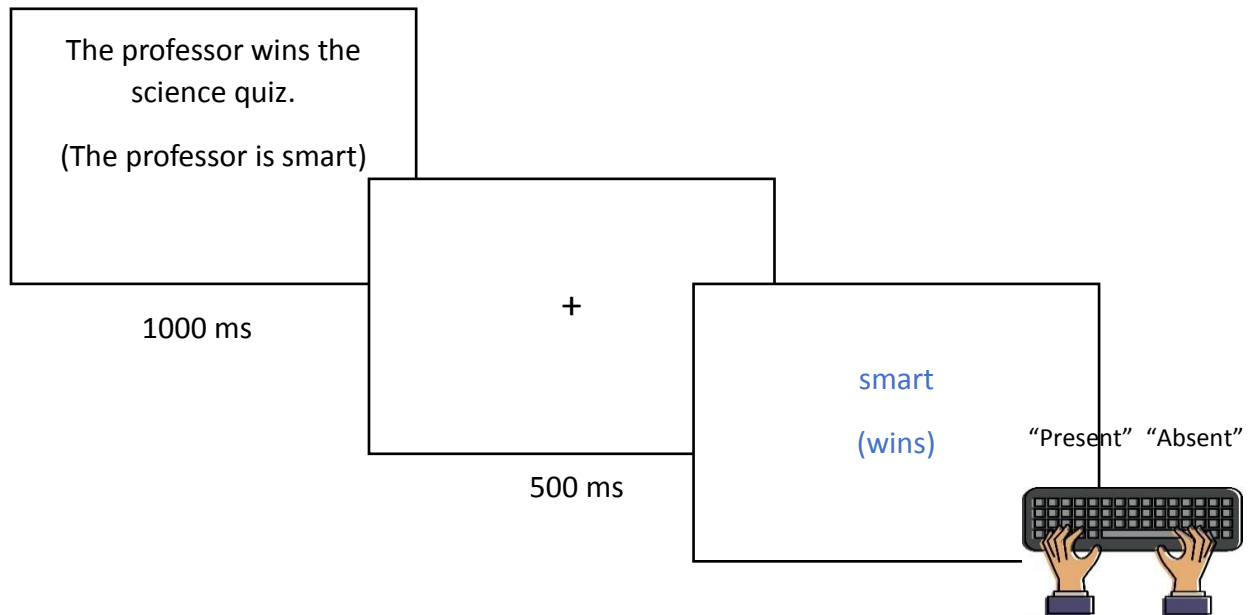 The professor wins the
science quiz.
(The professor is smart)
1000 ms
+
500 ms
smart
(wins)
“Present” “Absent”